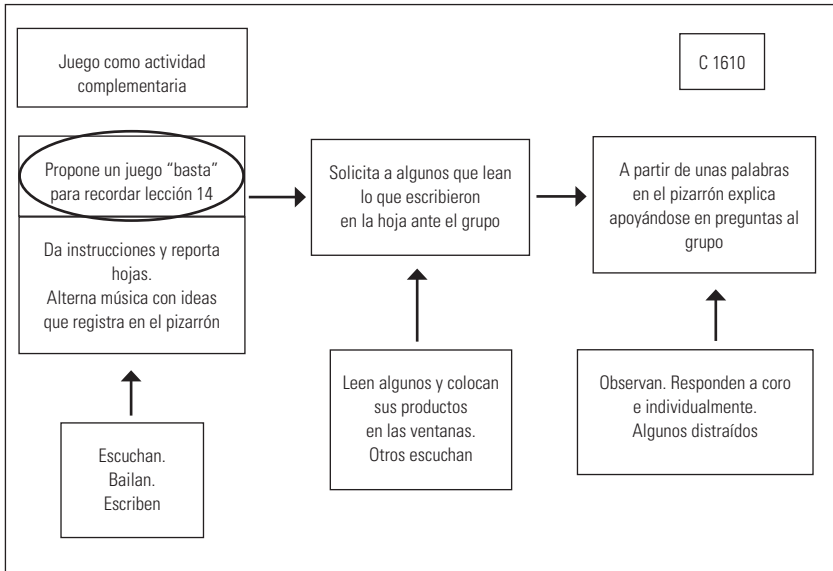 Juego como actividad
complementaria
C 1610
Propone un juego “basta”
para recordar lección 14
Da instrucciones y reporta
hojas.
Alterna música con ideas
que registra en el pizarrón
Solicita a algunos que lean
lo que escribieron
en la hoja ante el grupo
A partir de unas palabras
en el pizarrón explica
apoyándose en preguntas al
grupo
Escuchan.
Bailan.
Escriben
Leen algunos y colocan
sus productos
en las ventanas.
Otros escuchan
Observan. Responden a coro
e individualmente.
Algunos distraídos